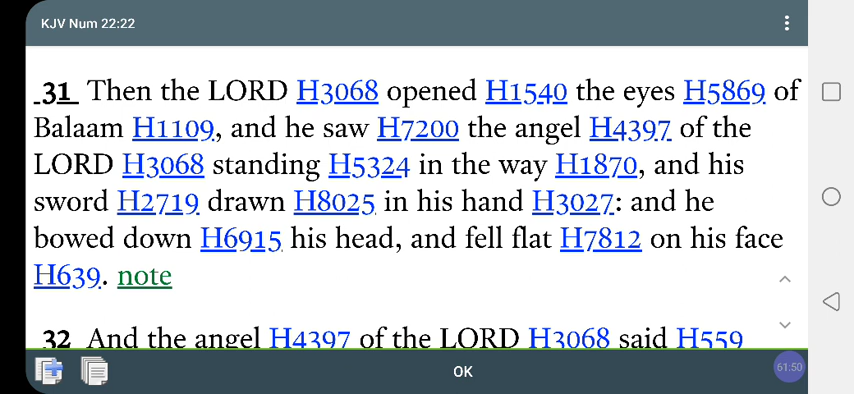 KJV Num 22:22
31 Then the LORD H3068 opened H1540 the eyes H5869 of
Balaam H1109, and he saw H7200 the angel H4397 of the
LORD H3068 standing H5324 in the way H1870, and his
sword H2719 drawn H8025 in his hand H3027: and he
bowed down H6915 his head, and fell flat H7812 on his face
H639. note
32 And the angel H4397 of the LORD H3068 said H559
OK
61.50